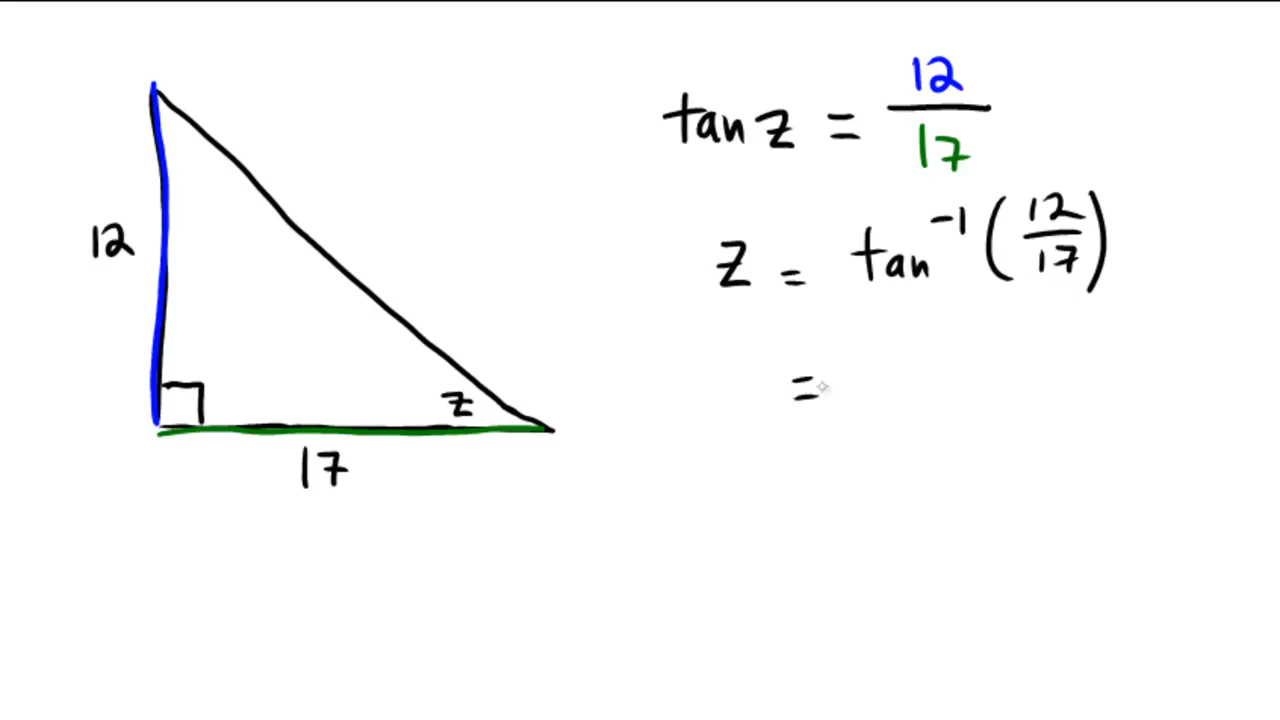 12
17
z
tan z = 12/17
z = tan⁻¹(12/17)
=